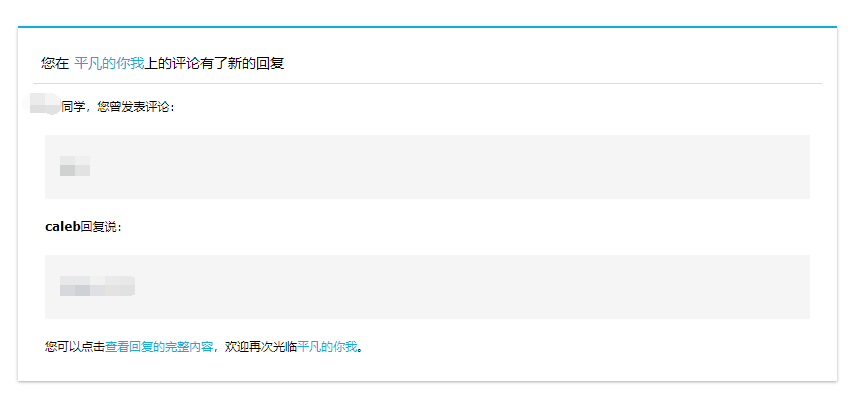 您在 平凡的你我上的评论有了新的回复
同学，您曾发表评论：
caleb回复说：
您可以点击查看回复的完整內容，欢迎再次光临平凡的你我。